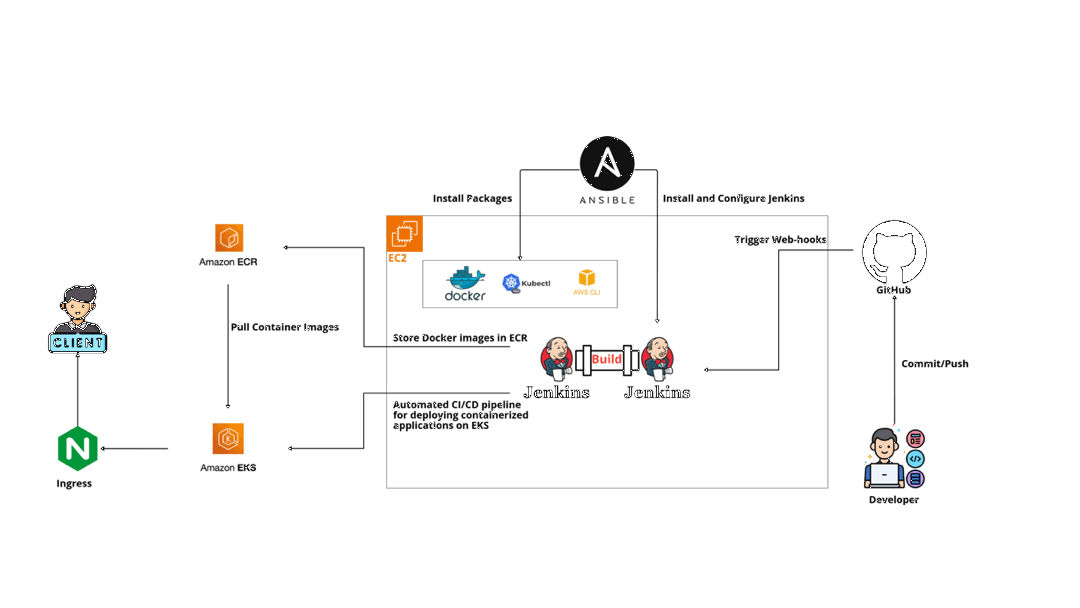 ANSIBLE
Install Packages
Install and Configure Jenkins
EC2
Trigger Web-hooks
GitHub
docker
Kubectl
AWS CLI
Amazon ECR
Pull Container Images
Store Docker images in ECR
Build
Jenkins
Jenkins
Automated CI/CD pipeline
for deploying containerized
applications on EKS
Commit/Push
CLIENT
N
Ingress
Amazon EKS
Developer